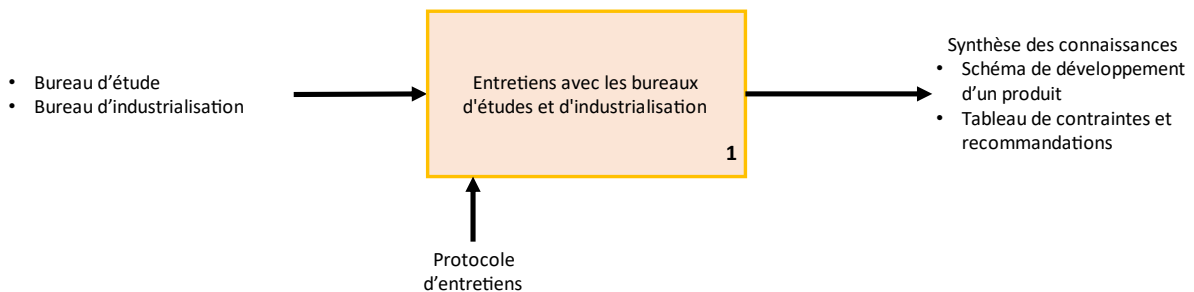 • Bureau d’étude
• Bureau d’industrialisation
Entretiens avec les bureaux
d'études et d'industrialisation
1
Synthèse des connaissances
• Schéma de développement
d’un produit
• Tableau de contraintes et
recommandations
Protocole
d’entretiens